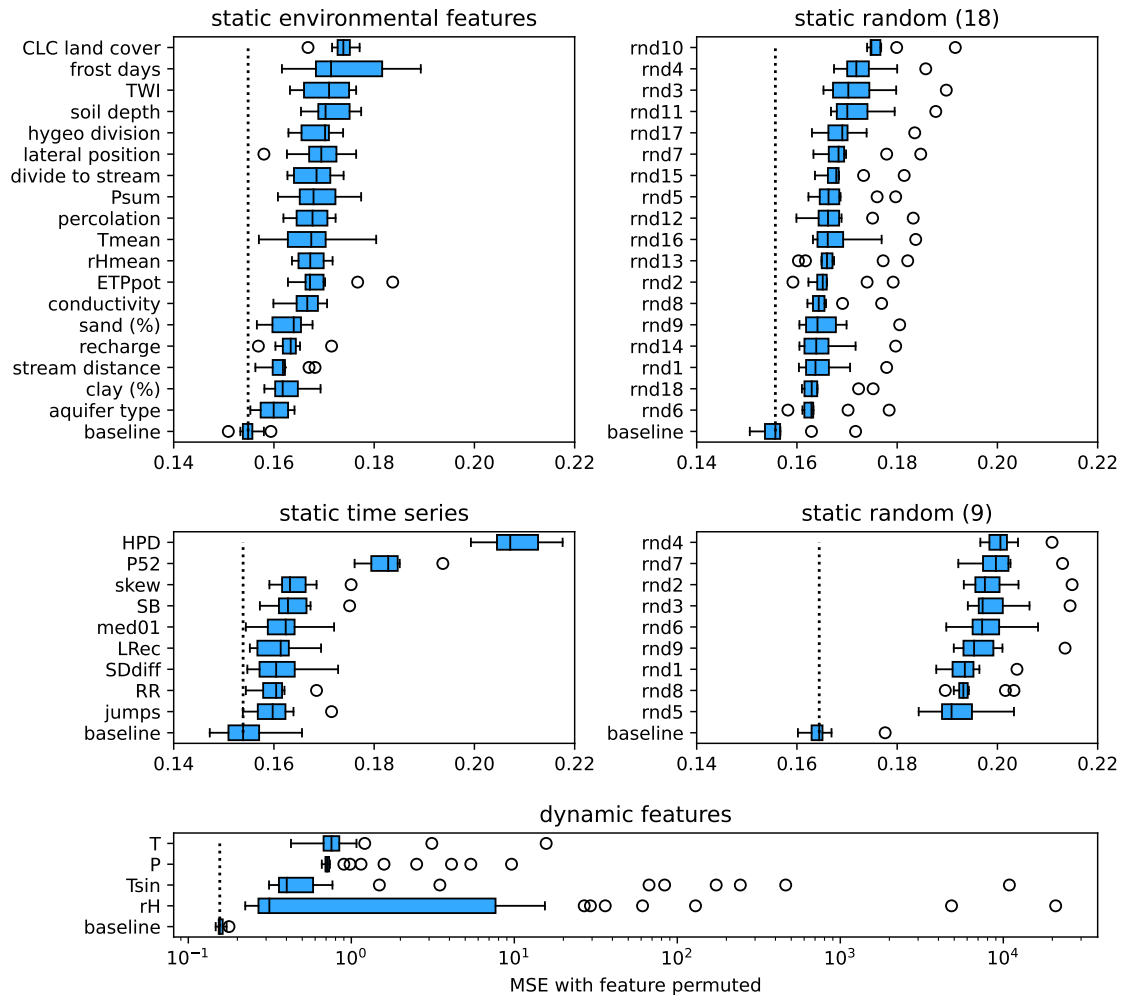 static environmental features
CLC land cover
frost days
TWI
soil depth
hygeo division
lateral position
divide to stream
Psum
percolation
Tmean
rHmean
ETPpot
conductivity
sand (%)
recharge
stream distance
clay (%)
aquifer type
baseline
0.14 0.16 0.18 0.20 0.22
static random (18)
rnd10
rnd4
rnd3
rnd11
rnd17
rnd7
rnd15
rnd5
rnd12
rnd16
rnd13
rnd2
rnd8
rnd9
rnd14
rnd1
rnd18
rnd6
baseline
0.14 0.16 0.18 0.20 0.22
static time series
HPD
P52
skew
SB
med01
LRec
SDdiff
RR
jumps
baseline
0.14 0.16 0.18 0.20 0.22
static random (9)
rnd4
rnd7
rnd2
rnd3
rnd6
rnd9
rnd1
rnd8
rnd5
baseline
0.14 0.16 0.18 0.20 0.22
dynamic features
T
P
Tsin
rH
baseline
10⁻¹ 10⁰ 10¹ 10² 10³ 10⁴
MSE with feature permuted